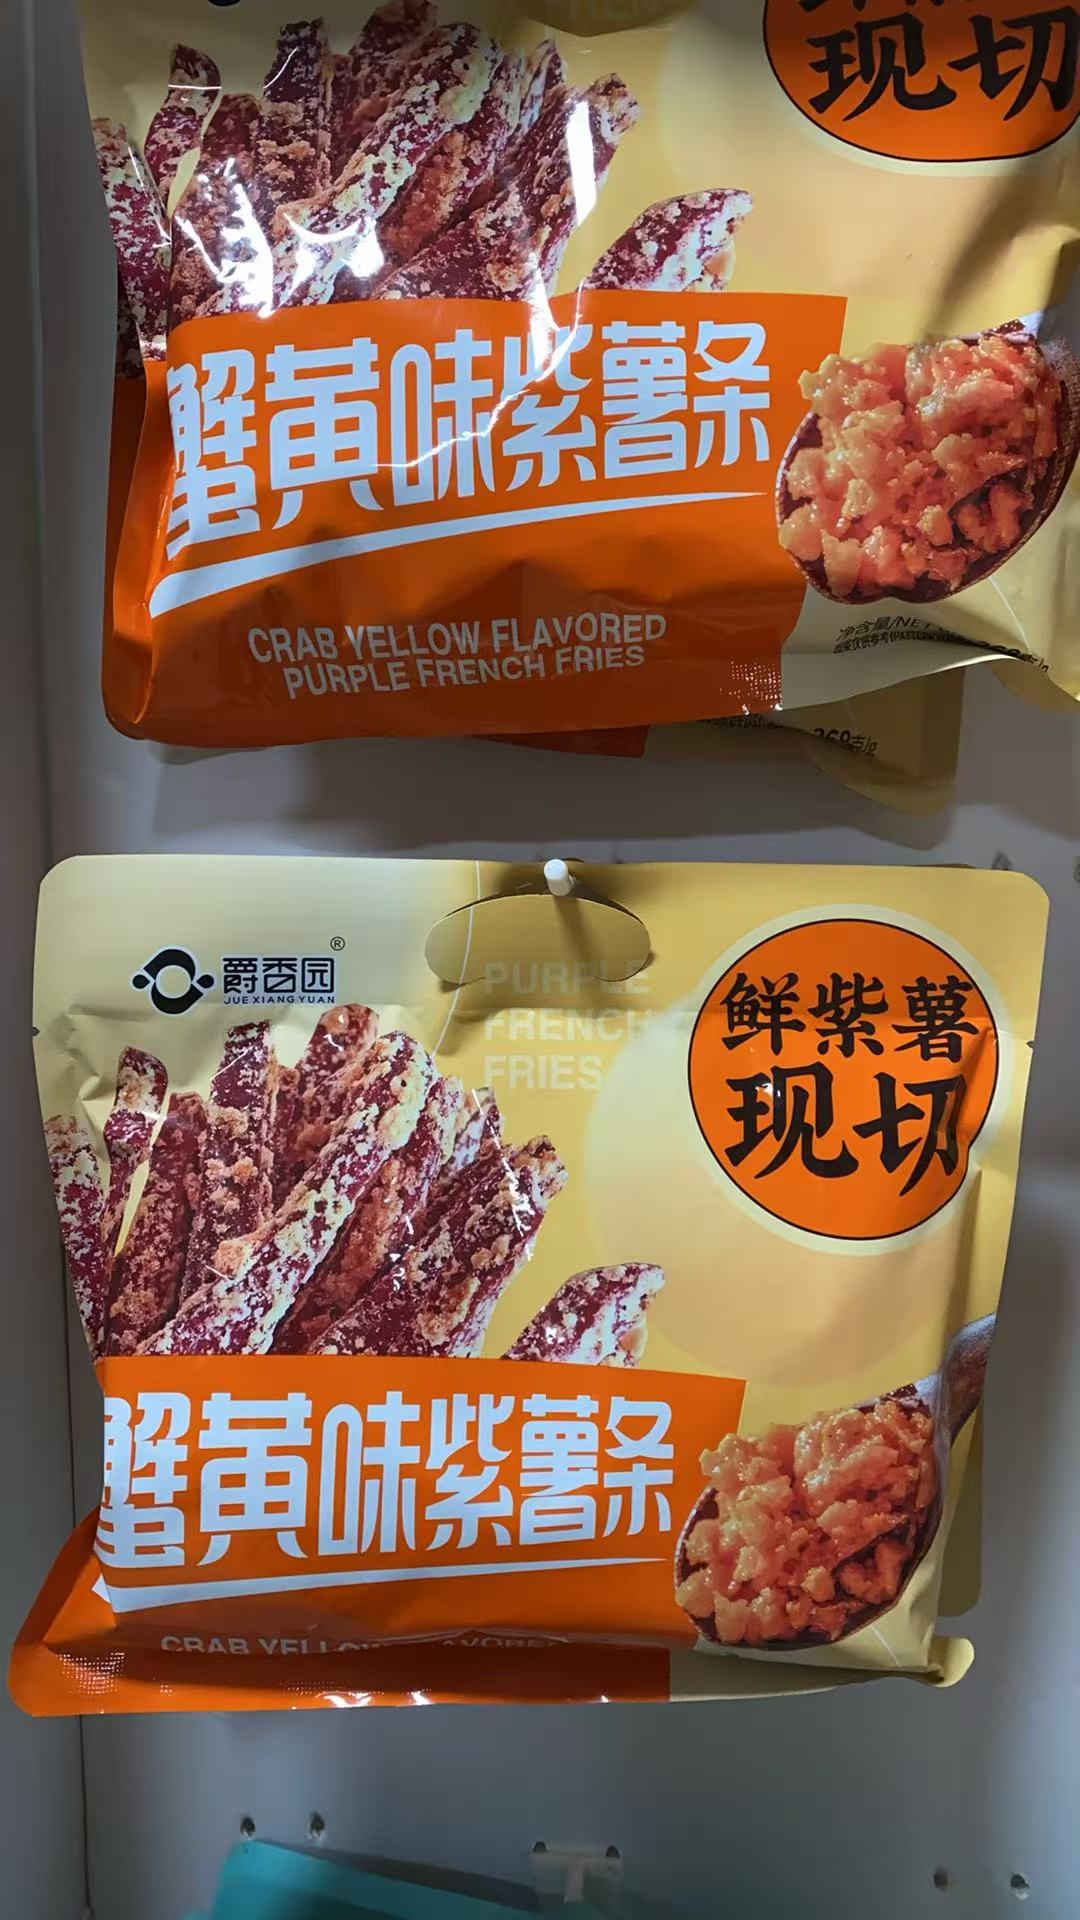 现切
蟹黄味紫薯条
CRAB YELLOW FLAVORED
PURPLE FRENCH FRIES
净含量/NET
268克/g
爵香园®
JUE XIANG YUAN
PURPLE
FRENCH
FRIES
鲜紫薯
现切
蟹黄味紫薯条
CRAB YELLOW FLAVORED